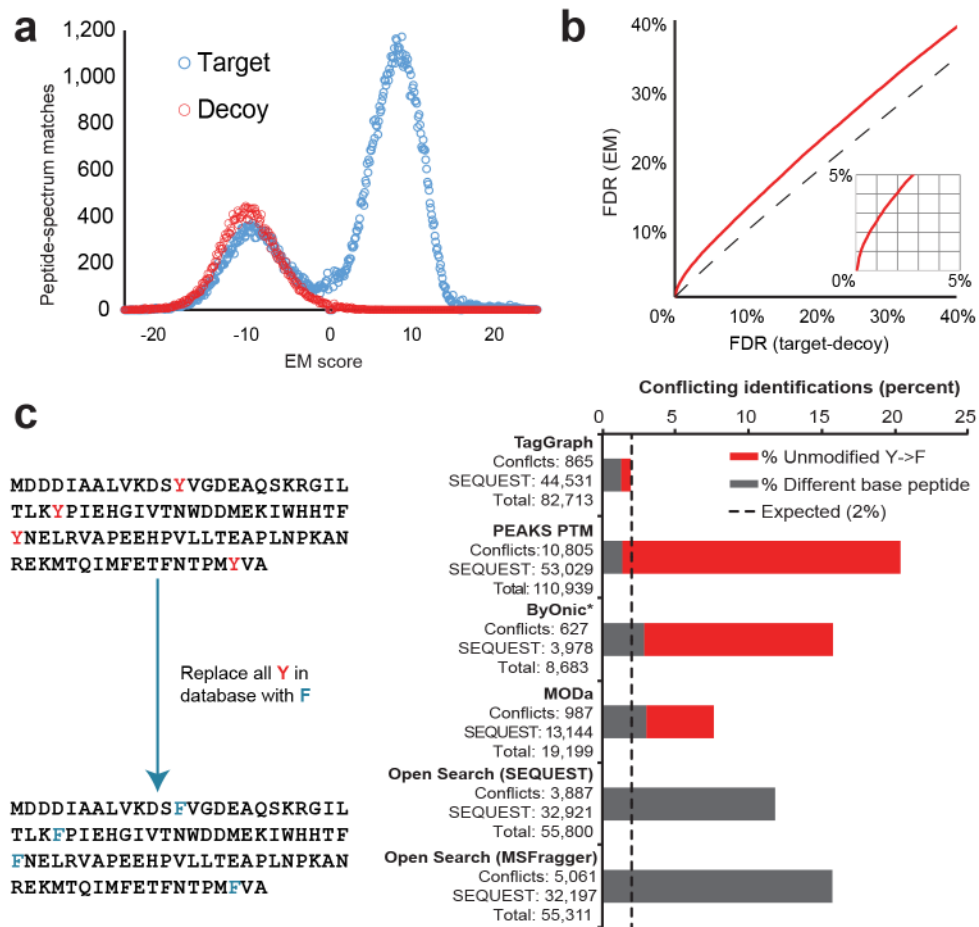 a
1,200
1,000
800
600
400
200
0
Peptide-spectrum matches
Target
Decoy
-20
-10
0
10
20
EM score
b
40%
30%
20%
10%
FDR (EM)
5%
0%
5%
0%
10%
20%
30%
40%
FDR (target-decoy)
c
MDDDIAALVKDSYVGDEAQSKRGIL
TLKYPIEHGIVTNWDDMEKIWHHTF
YNELRVAPEEHPVLLTEAPLNPKAN
REKMTQIMFETFNTPMYVA
Replace all Y in
database with F
MDDDIAALVKDSFVGDEAQSKRGIL
TLKFPIEHGIVTNWDDMEKIWHHTF
FNELRVAPEEHPVLLTEAPLNPKAN
REKMTQIMFETFNTPMFVA
Conflicting identifications (percent)
0
5
10
15
20
25
% Unmodified Y->F
% Different base peptide
Expected (2%)
TagGraph
Conflicts: 865
SEQUEST: 44,531
Total: 82,713
PEAKS PTM
Conflicts:10,805
SEQUEST: 53,029
Total: 110,939
ByOnic*
Conflicts: 627
SEQUEST: 3,978
Total: 8,683
MODa
Conflicts: 987
SEQUEST: 13,144
Total: 19,199
Open Search (SEQUEST)
Conflicts: 3,887
SEQUEST: 32,921
Total: 55,800
Open Search (MSFragger)
Conflicts: 5,061
SEQUEST: 32,197
Total: 55,311